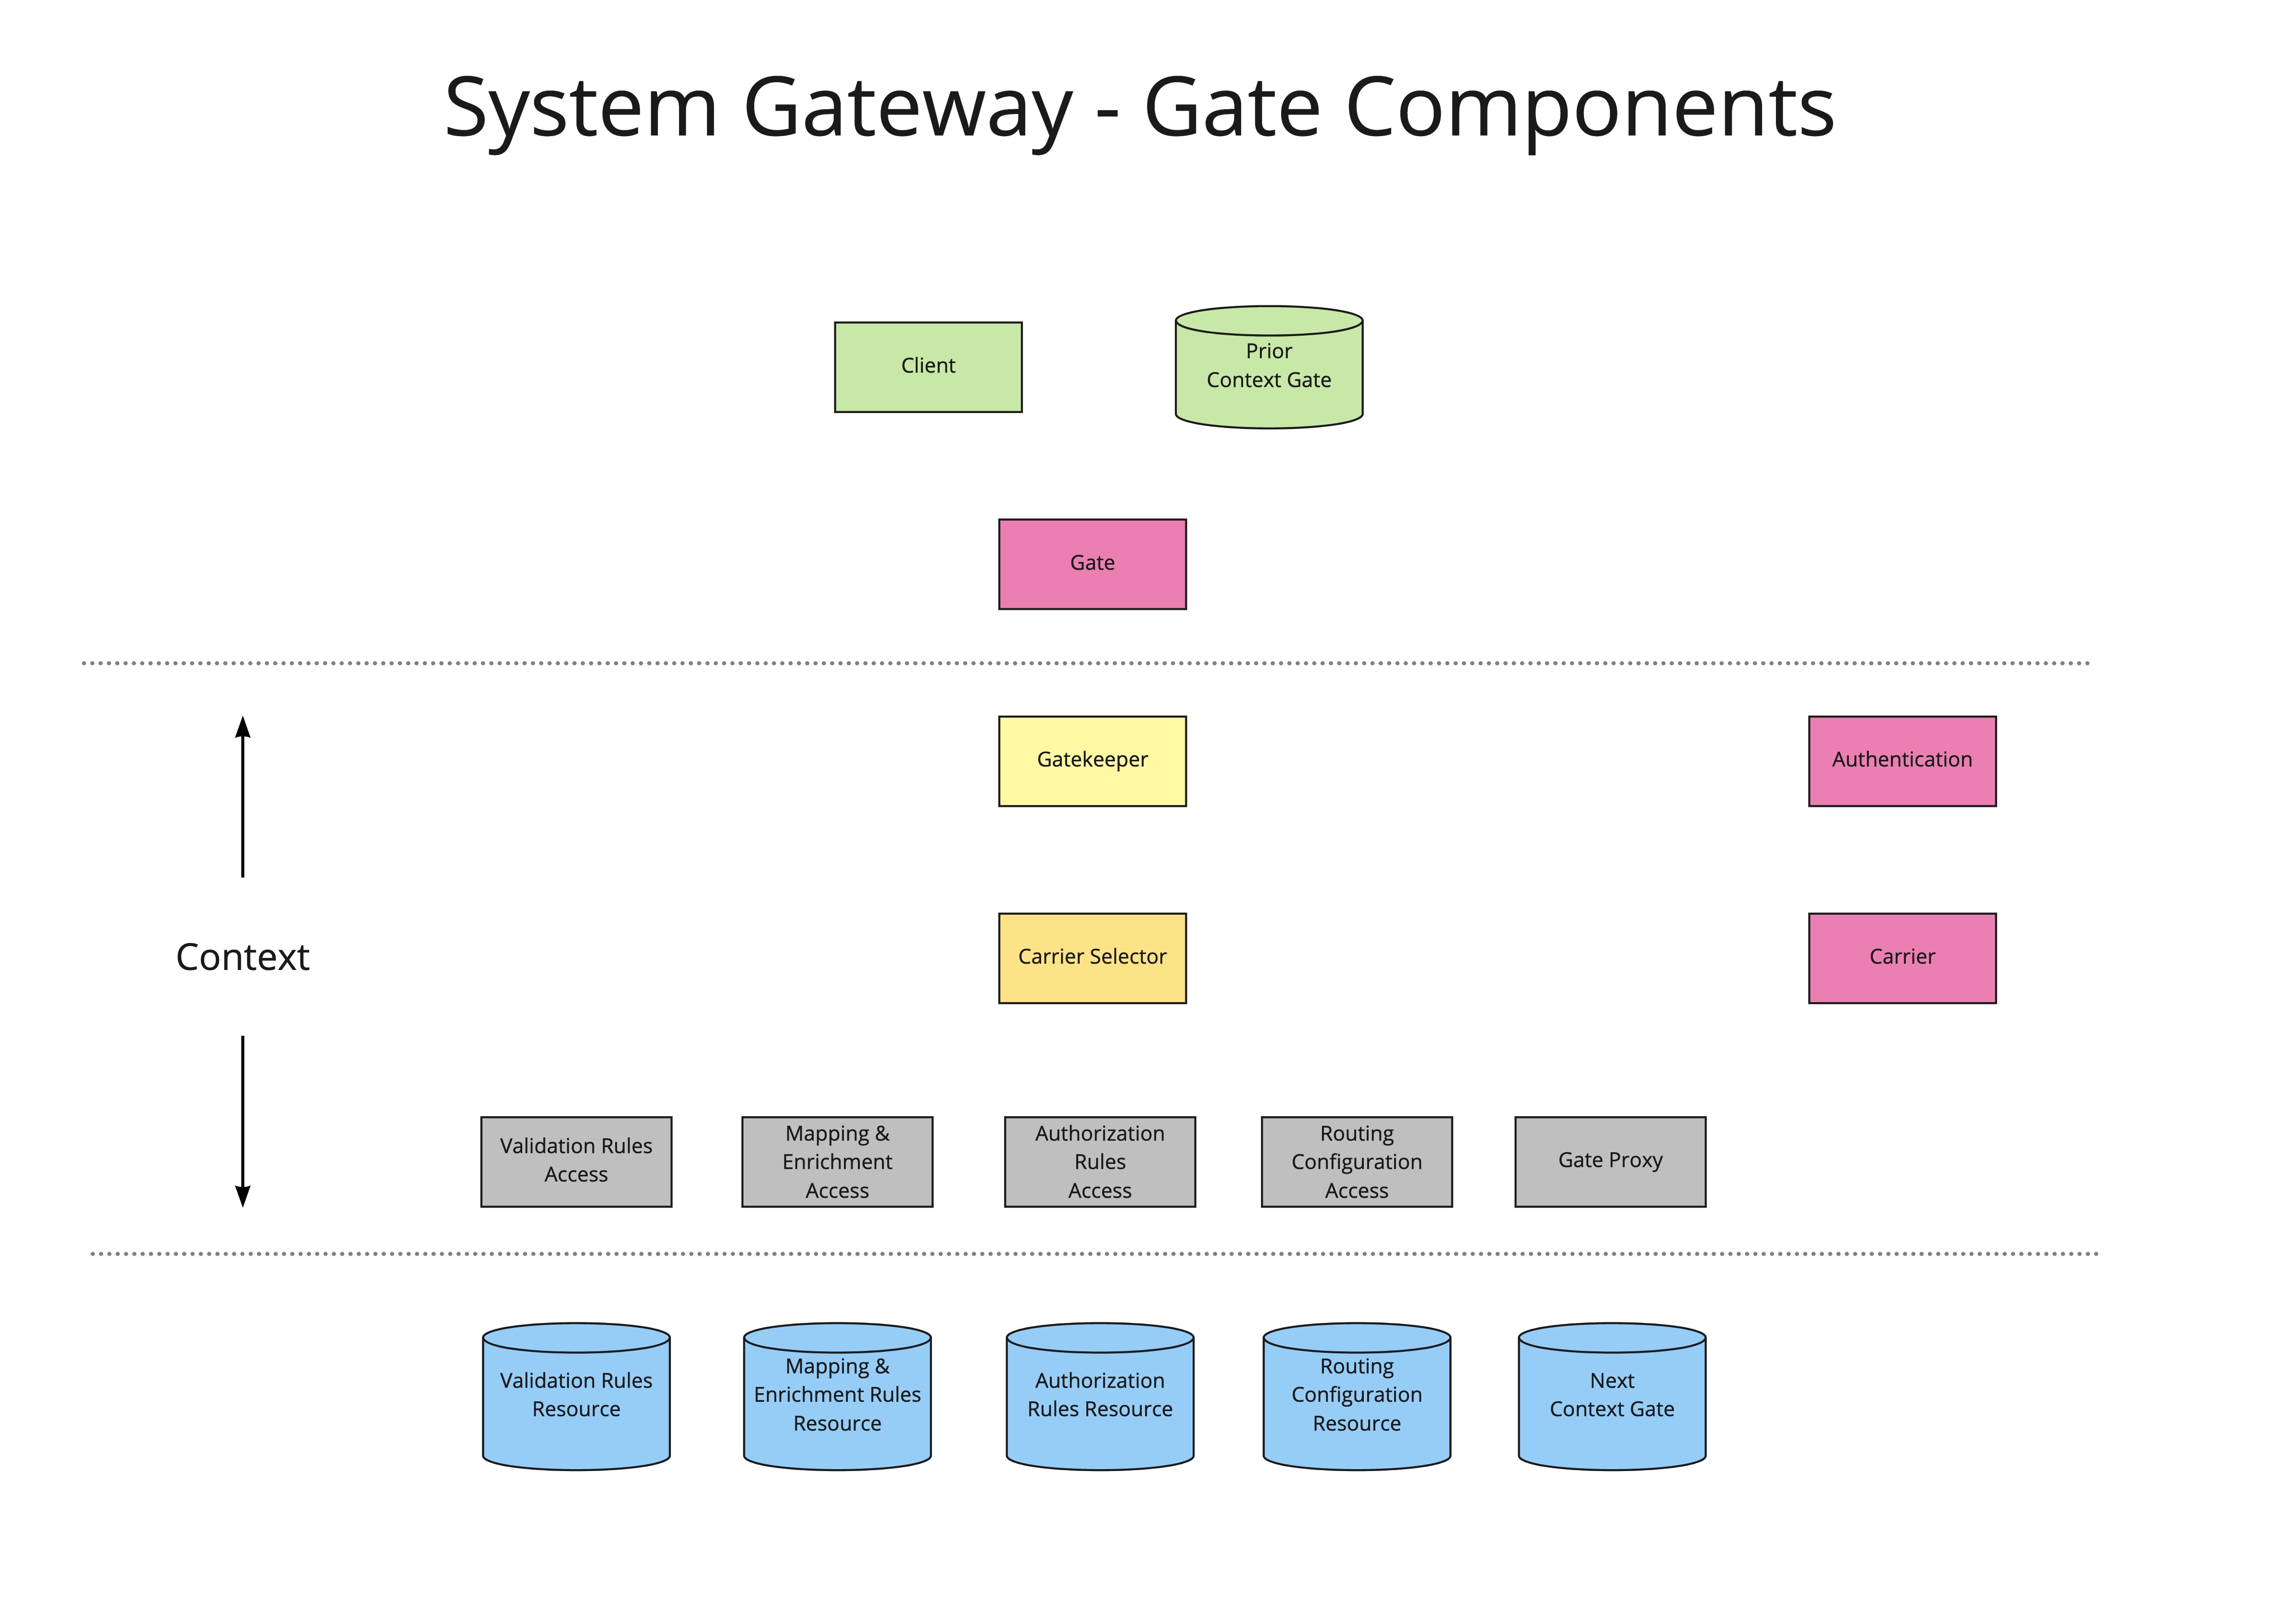 System Gateway - Gate Components
Client
Prior
Context Gate
Gate
Gatekeeper
Authentication
Context
Carrier Selector
Carrier
Validation Rules
Access
Mapping &
Enrichment
Access
Authorization
Rules
Access
Routing
Configuration
Access
Gate Proxy
Validation Rules
Resource
Mapping &
Enrichment Rules
Resource
Authorization
Rules Resource
Routing
Configuration
Resource
Next
Context Gate